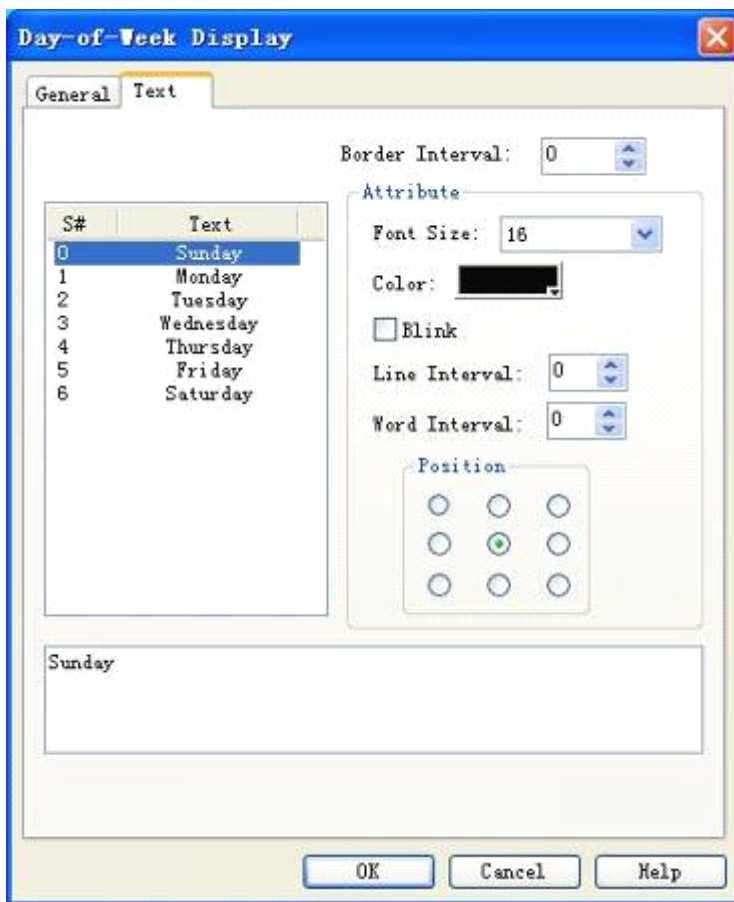 Day-of-Week Display
General Text
Border Interval: 0
Attribute
S# Text
0 Sunday
1 Monday
2 Tuesday
3 Wednesday
4 Thursday
5 Friday
6 Saturday
Font Size: 16
Color:
Blink
Line Interval: 0
Word Interval: 0
Position
Sunday
OK Cancel Help